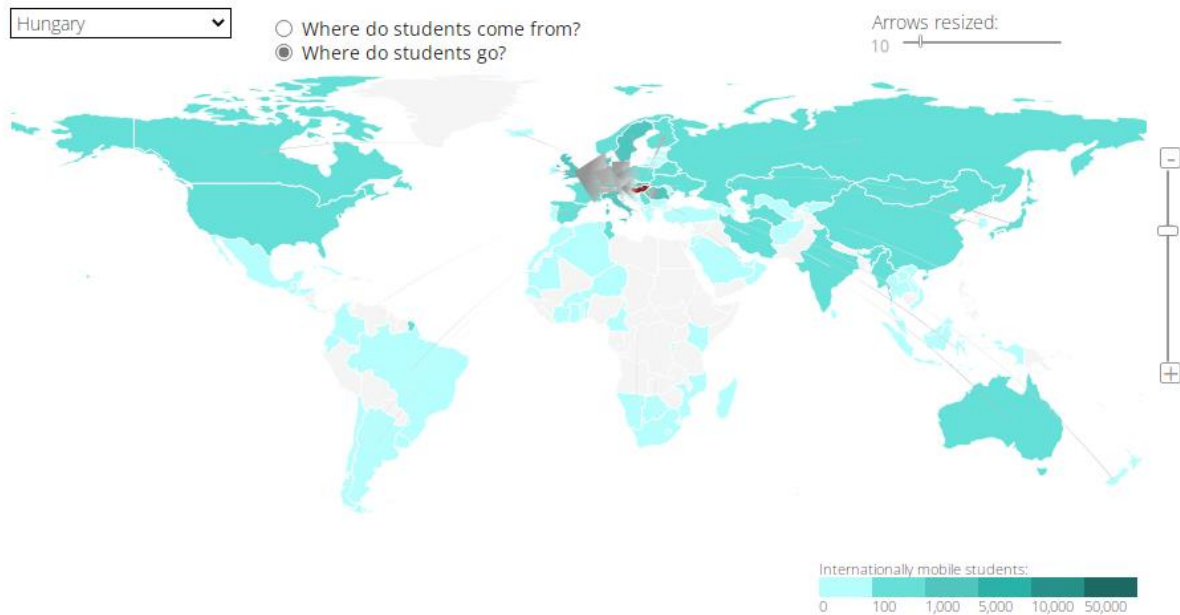 Hungary
Where do students come from?
Where do students go?
Arrows resized:
10
-
+
Internationally mobile students:
0 100 1,000 5,000 10,000 50,000